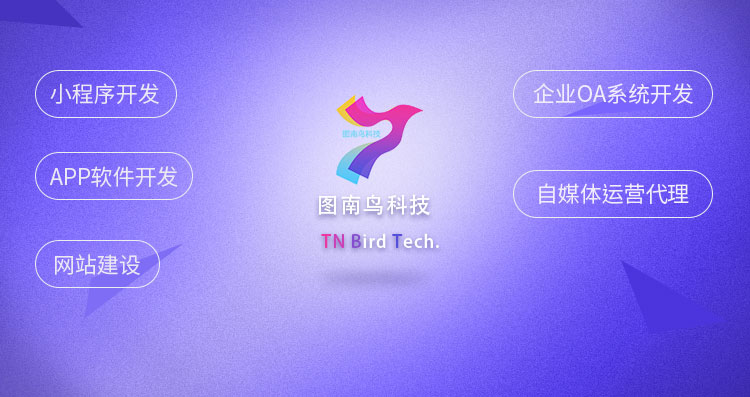 小程序开发
APP软件开发
网站建设
图南鸟科技
图南鸟科技
TN Bird Tech.
企业OA系统开发
自媒体运营代理